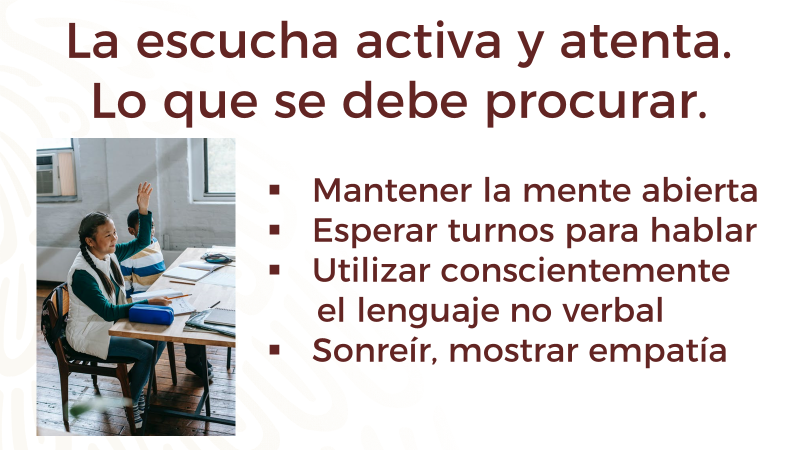 La escucha activa y atenta.
Lo que se debe procurar.
▪ Mantener la mente abierta
▪ Esperar turnos para hablar
▪ Utilizar conscientemente
el lenguaje no verbal
▪ Sonreír, mostrar empatía